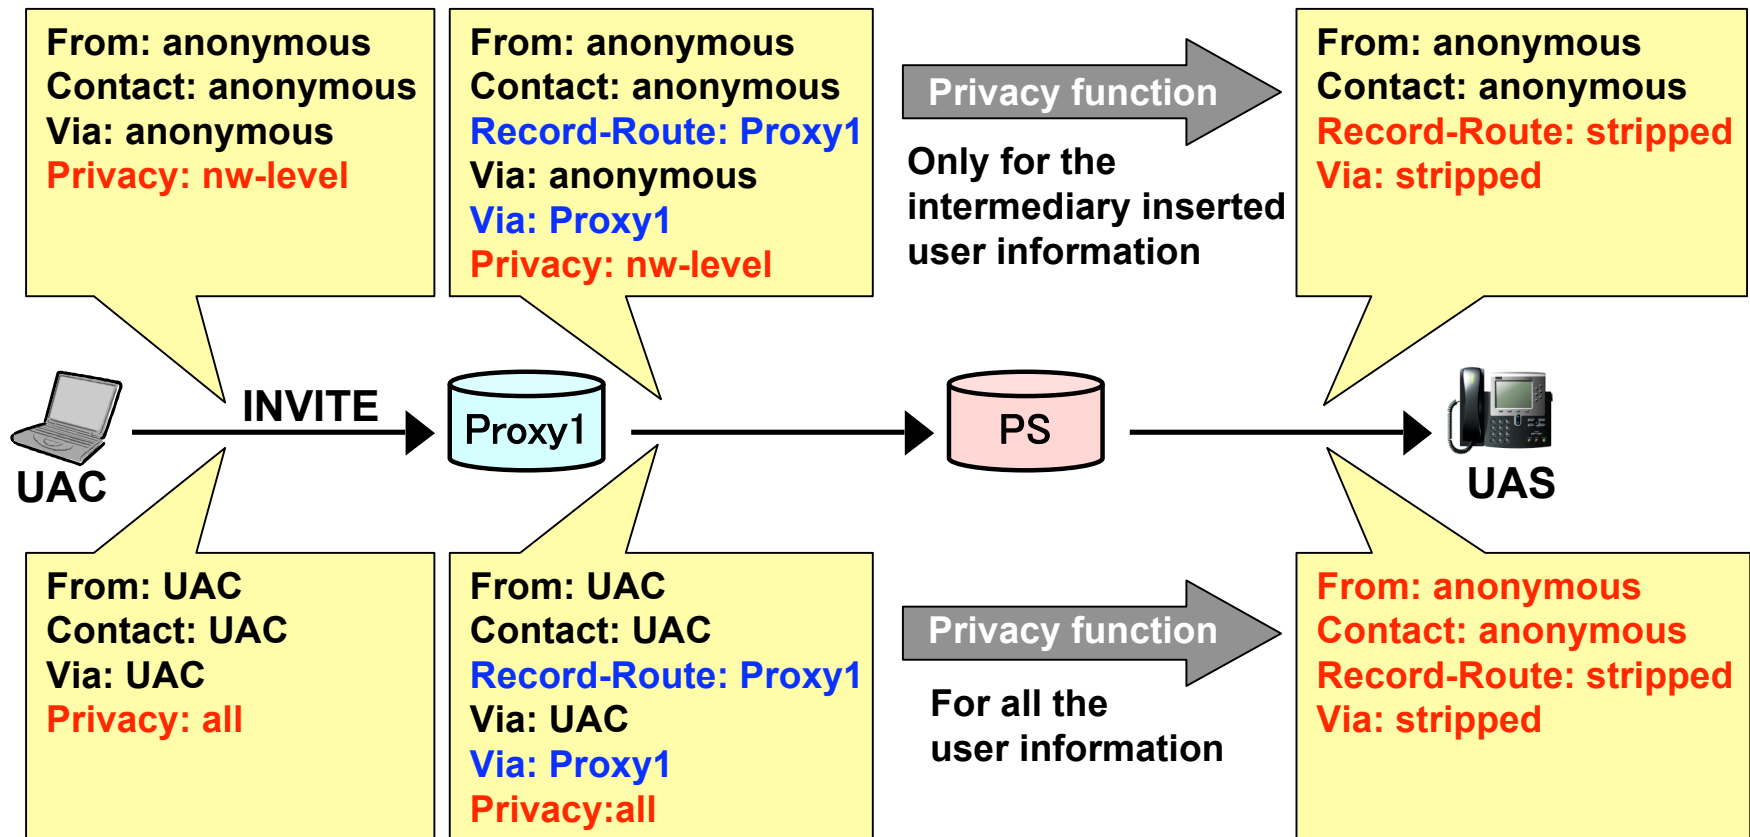 From: anonymous
Contact: anonymous
Via: anonymous
Privacy: nw-level
From: anonymous
Contact: anonymous
Record-Route: Proxy1
Via: anonymous
Via: Proxy1
Privacy: nw-level
Privacy function
Only for the
intermediary inserted
user information
From: anonymous
Contact: anonymous
Record-Route: stripped
Via: stripped
UAC
INVITE
Proxy1
PS
UAS
From: UAC
Contact: UAC
Via: UAC
Privacy: all
From: UAC
Contact: UAC
Record-Route: Proxy1
Via: UAC
Via: Proxy1
Privacy:all
Privacy function
For all the
user information
From: anonymous
Contact: anonymous
Record-Route: stripped
Via: stripped